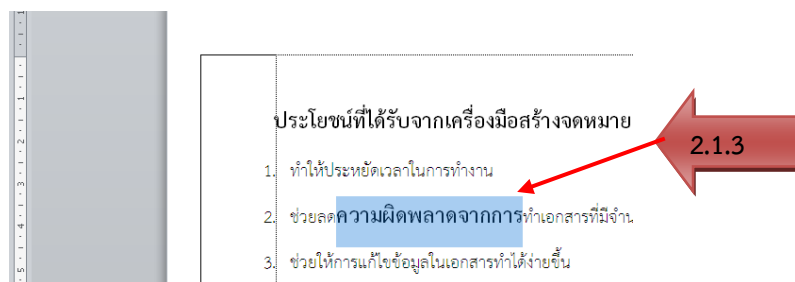 ประโยชน์ที่ได้รับจากเครื่องมือสร้างจดหมาย
2.1.3
1. ทำให้ประหยัดเวลาในการทำงาน
2. ช่วยลดความผิดพลาดจากการทำเอกสารที่มี
3. ช่วยให้การแก้ไขข้อมูลในเอกสารทำได้ง่ายขึ้น